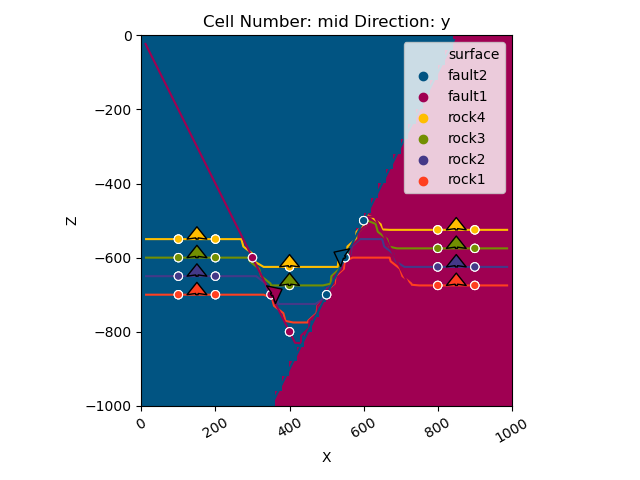 Cell Number: mid Direction: y
surface
fault2
fault1
rock4
rock3
rock2
rock1
0
−200
−400
−600
−800
−1000
Z
0
200
400
600
800
1000
X